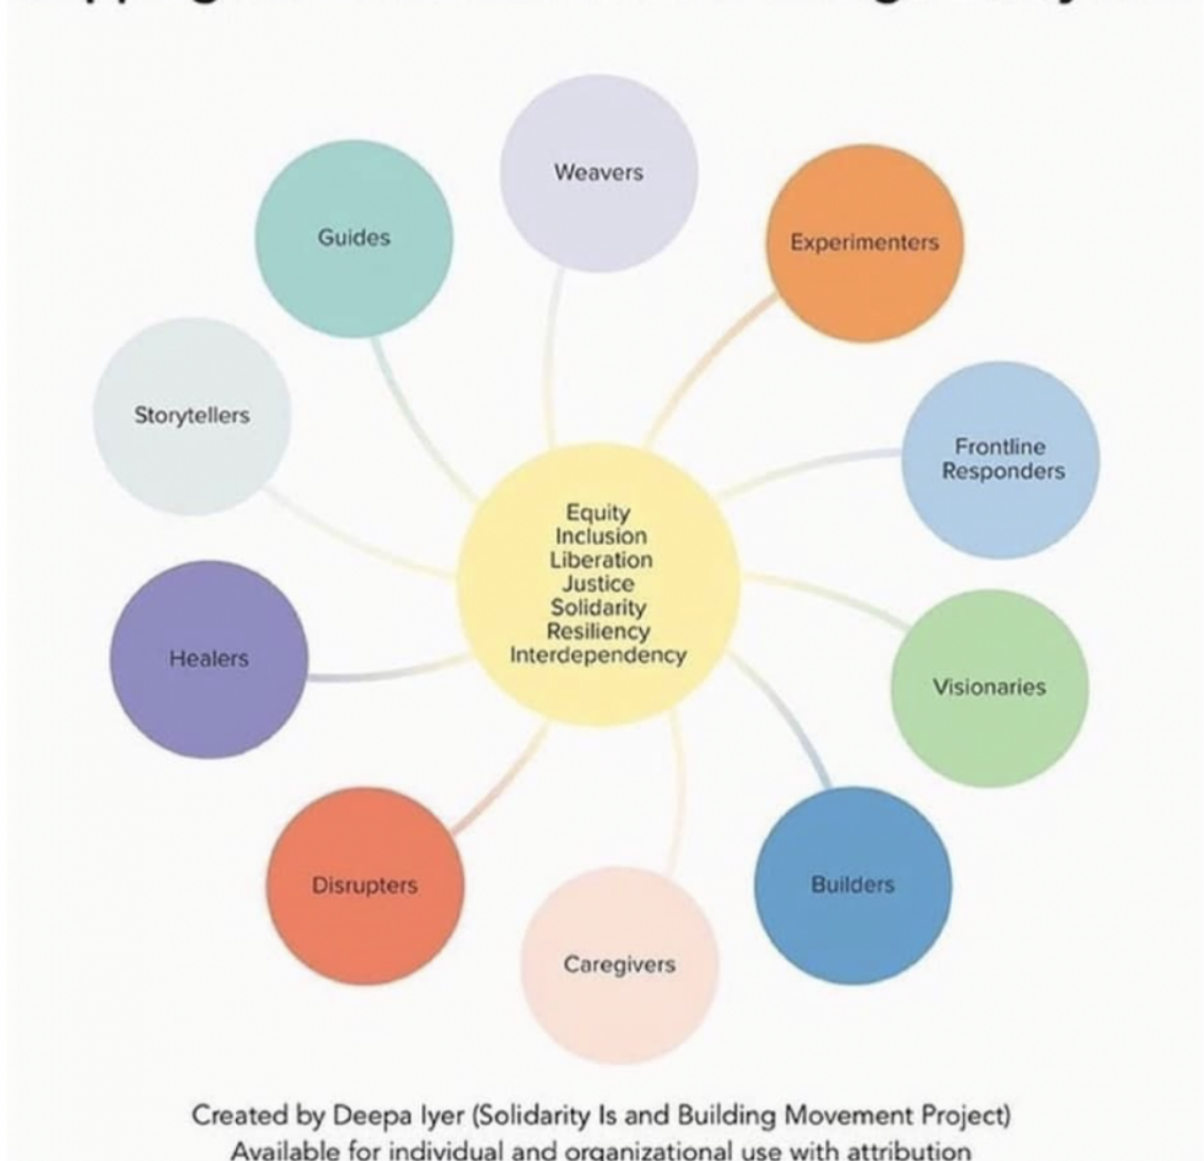 Weavers
Guides
Experimenters
Storytellers
Frontline
Responders
Equity
Inclusion
Liberation
Justice
Solidarity
Resiliency
Interdependency
Healers
Visionaries
Disrupters
Builders
Caregivers
Created by Deepa Iyer (Solidarity Is and Building Movement Project)
Available for individual and organizational use with attribution